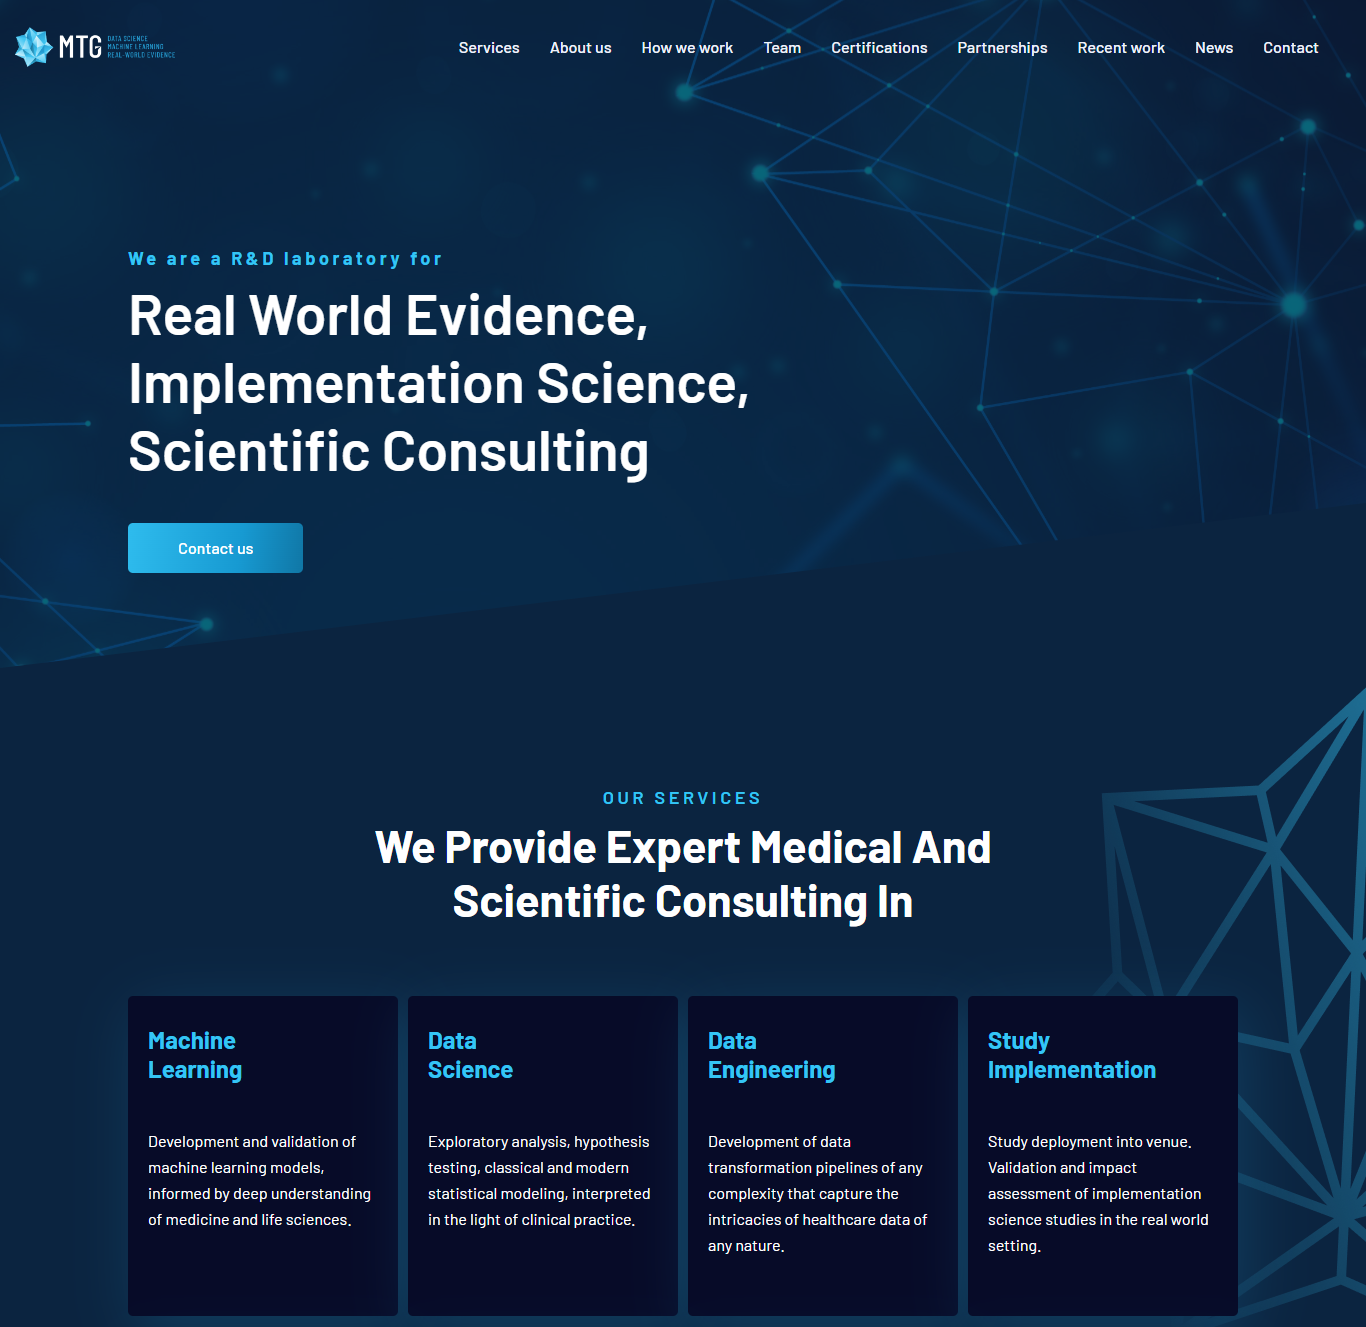 MTG
DATA SCIENCE
MACHINE LEARNING
REAL-WORLD EVIDENCE
Services About us How we work Team Certifications Partnerships Recent work News Contact
We are a R&D laboratory for
Real World Evidence,
Implementation Science,
Scientific Consulting
Contact us
OUR SERVICES
We Provide Expert Medical And
Scientific Consulting In
Machine
Learning
Development and validation of
machine learning models,
informed by deep understanding
of medicine and life sciences.
Data
Science
Exploratory analysis, hypothesis
testing, classical and modern
statistical modeling, interpreted
in the light of clinical practice.
Data
Engineering
Development of data
transformation pipelines of any
complexity that capture the
intricacies of healthcare data of
any nature.
Study
Implementation
Study deployment into venue.
Validation and impact
assessment of implementation
science studies in the real world
setting.